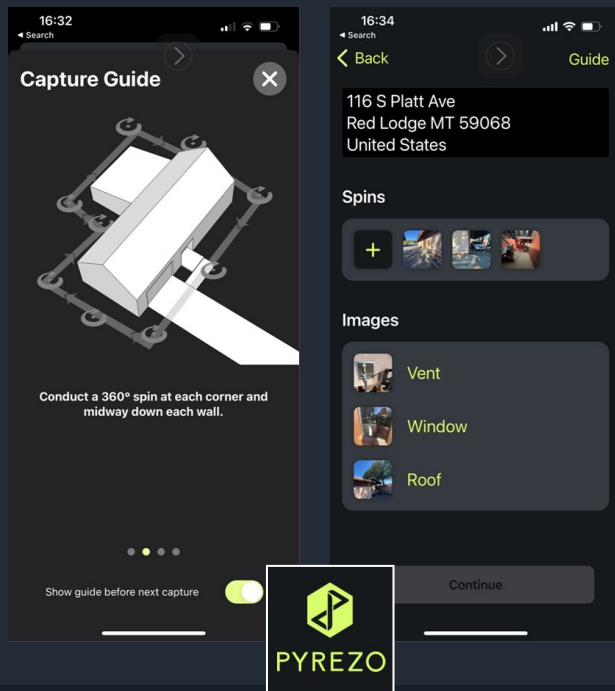 16:32
◀ Search
Capture Guide
Conduct a 360º spin at each corner and
midway down each wall.
Show guide before next capture
16:34
◀ Search
Back
Guide
116 S Platt Ave
Red Lodge MT 59068
United States
Spins
Images
Vent
Window
Roof
Continue
PYREZO